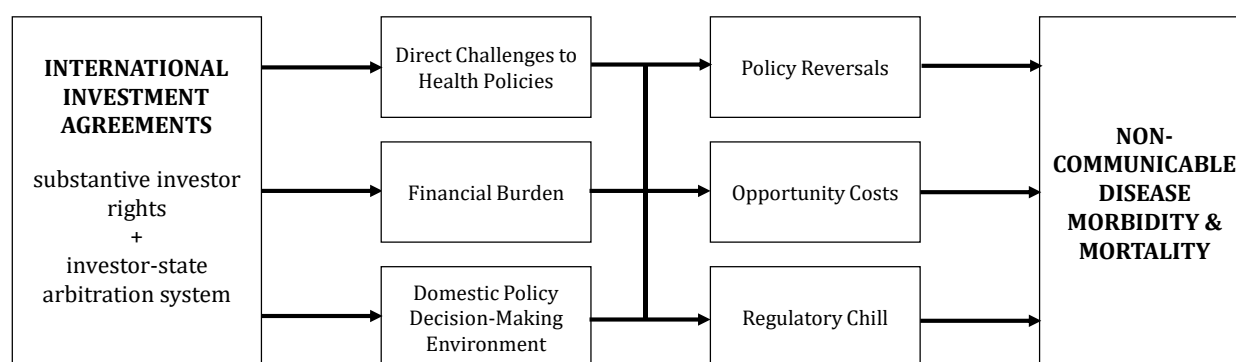 INTERNATIONAL
INVESTMENT
AGREEMENTS
substantive investor
rights
+
investor-state
arbitration system
Direct Challenges to
Health Policies
Financial Burden
Domestic Policy
Decision-Making
Environment
Policy Reversals
Opportunity Costs
Regulatory Chill
NON-
COMMUNICABLE
DISEASE
MORBIDITY &
MORTALITY